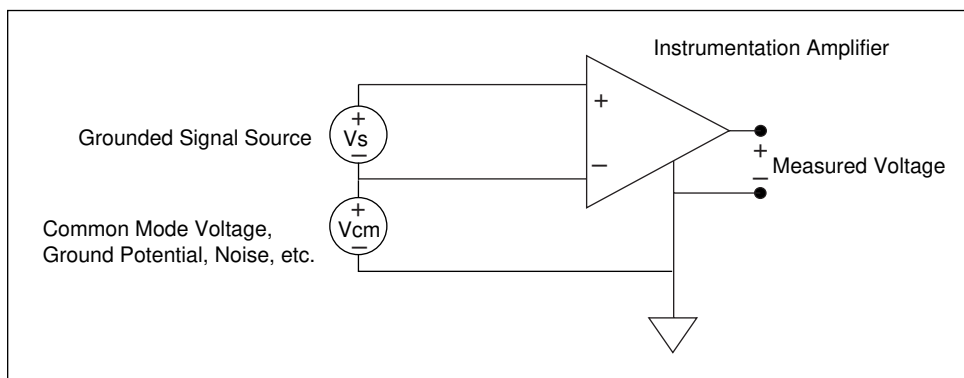 Instrumentation Amplifier
+
+
Grounded Signal Source
Vs
−
−
+
−
Measured Voltage
+
Common Mode Voltage,
Vcm
Ground Potential, Noise, etc.
−